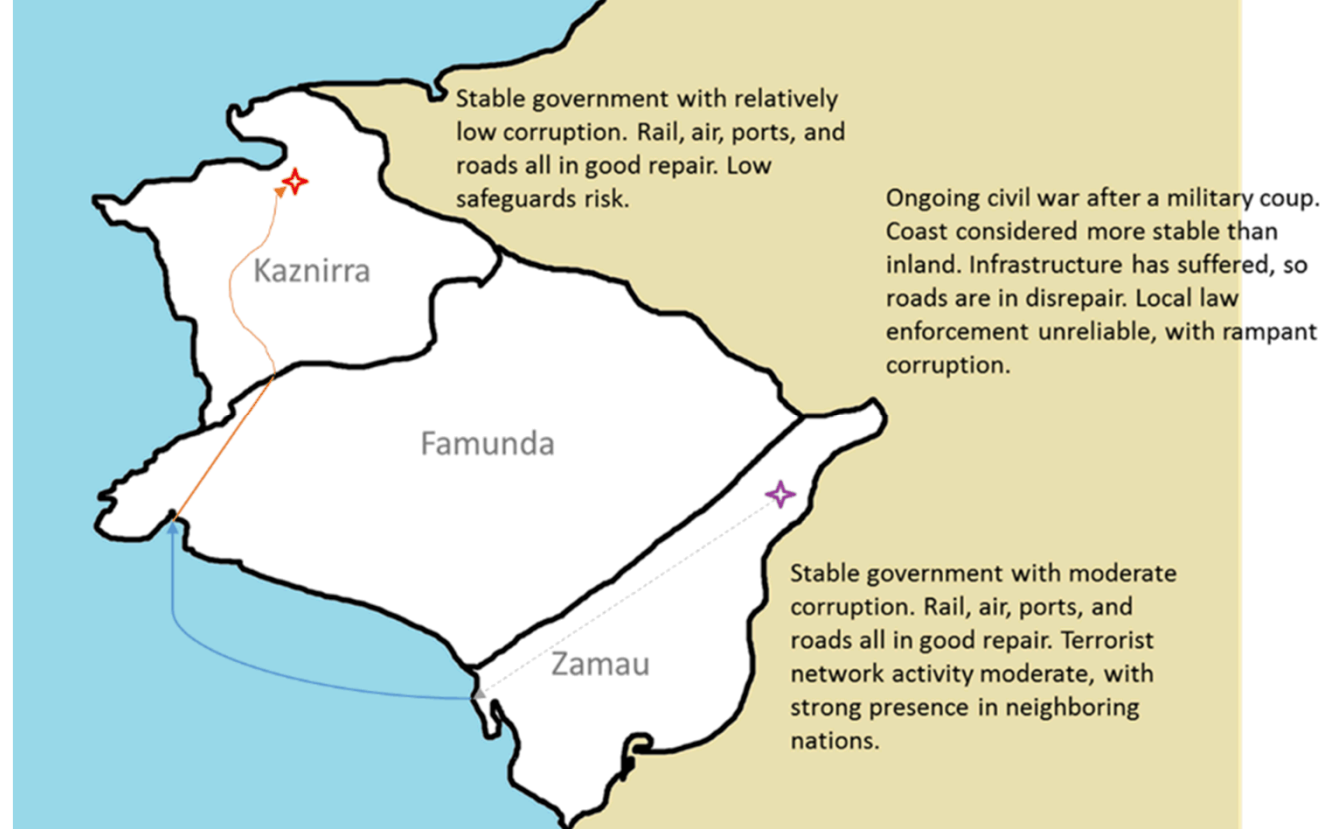 Stable government with relatively
low corruption. Rail, air, ports, and
roads all in good repair. Low
safeguards risk.
Ongoing civil war after a military coup.
Coast considered more stable than
inland. Infrastructure has suffered, so
roads are in disrepair. Local law
enforcement unreliable, with rampant
corruption.
Kaznirra
Famunda
Stable government with moderate
corruption. Rail, air, ports, and
roads all in good repair. Terrorist
network activity moderate, with
strong presence in neighboring
nations.
Zamau